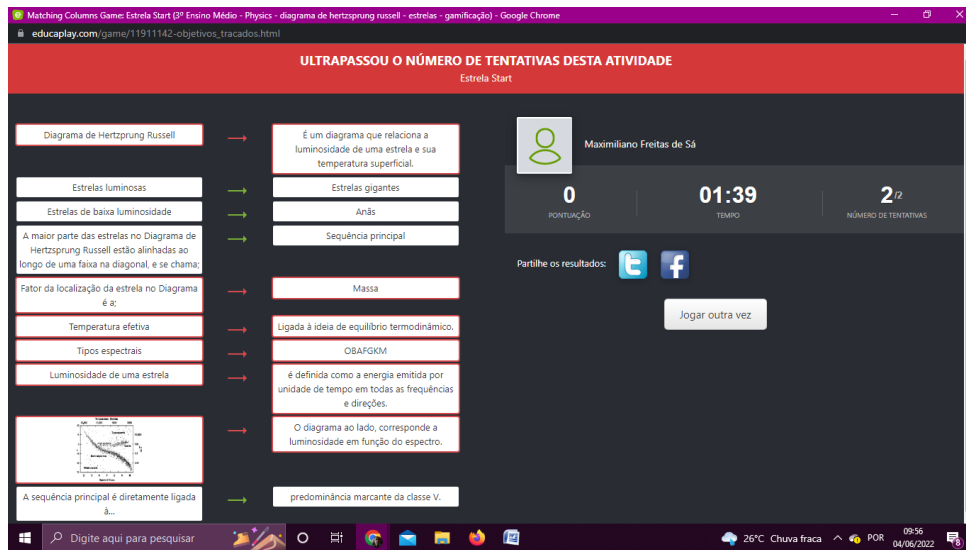 Matching Columns Game: Estrela Start (3º Ensino Médio - Physics - diagrama de hertzsprung russell - estrelas - gamificação) - Google Chrome
educaplay.com/game/11911142-objetivos_tracados.html
ULTRAPASSOU O NÚMERO DE TENTATIVAS DESTA ATIVIDADE
Estrela Start
Diagrama de Hertzprung Russell
É um diagrama que relaciona a
luminosidade de uma estrela e sua
temperatura superficial.
Estrelas luminosas
Estrelas gigantes
Estrelas de baixa luminosidade
Anãs
A maior parte das estrelas no Diagrama de
Hertzsprung Russell estão alinhadas ao
longo de uma faixa na diagonal, e se chama;
Sequência principal
Fator da localização da estrela no Diagrama
é a;
Massa
Temperatura efetiva
Ligada à ideia de equilíbrio termodinâmico.
Tipos espectrais
OBAFGKM
Luminosidade de uma estrela
é definida como a energia emitida por
unidade de tempo em todas as frequências
e direções.
O diagrama ao lado, corresponde a
luminosidade em função do espectro.
A sequência principal é diretamente ligada
à...
predominância marcante da classe V.
Maximiliano Freitas de Sá
0
PONTUAÇÃO
01:39
TEMPO
2/2
NÚMERO DE TENTATIVAS
Partilhe os resultados:
Jogar outra vez
Digite aqui para pesquisar
26°C Chuva fraca
POR
09:56
04/06/2022
8